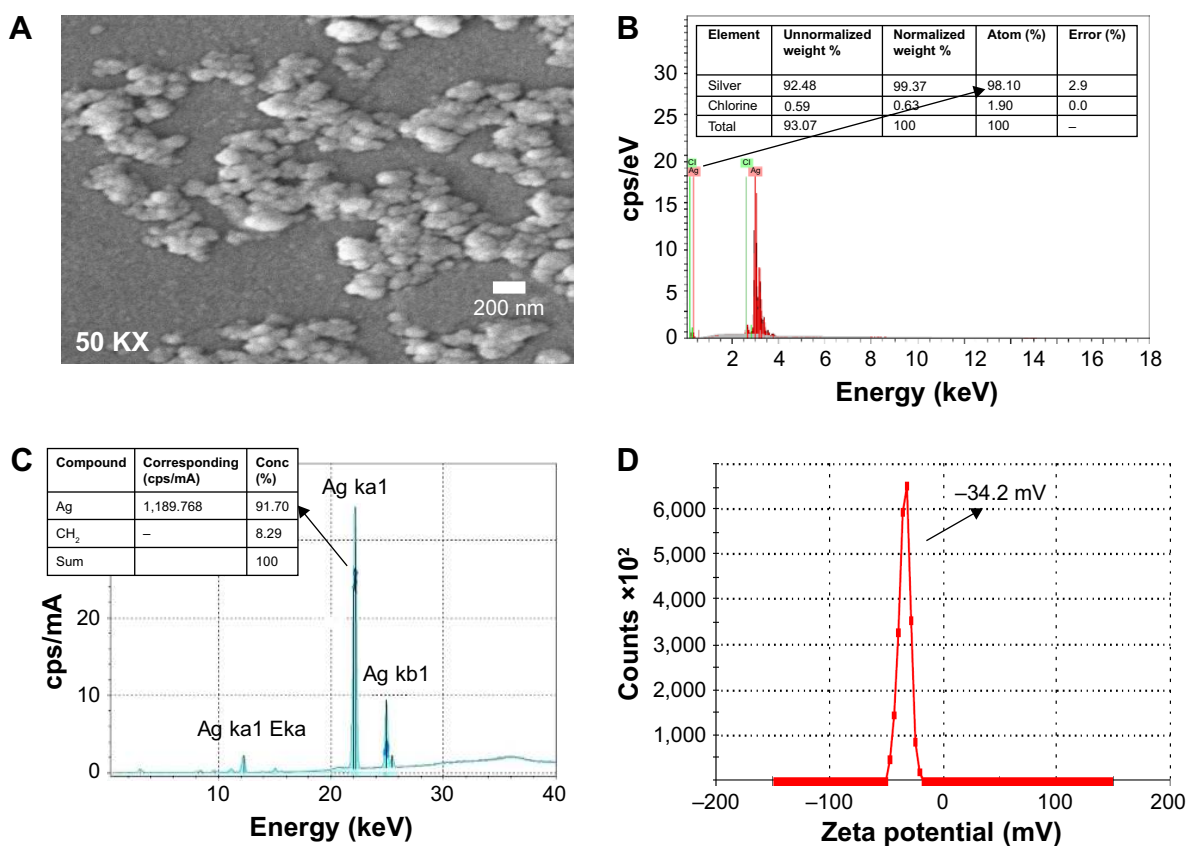 A
200 nm
50 KX
B
Element Unnormalized weight % Normalized weight % Atom (%) Error (%)
Silver 92.48 99.37 98.10 2.9
Chlorine 0.59 0.63 1.90 0.0
Total 93.07 100 100 –
cps/eV
30
25
20
15
10
5
0
Cl
Ag
Cl
Ag
2 4 6 8 10 12 14 16 18
Energy (keV)
C
Compound Corresponding (cps/mA) Conc (%)
Ag 1,189.768 91.70
CH2 – 8.29
Sum 100
Ag ka1
Ag kb1
Ag ka1 Eka
cps/mA
20
10
0
10 20 30 40
Energy (keV)
D
–34.2 mV
Counts ×10²
6,000
5,000
4,000
3,000
2,000
1,000
–200 –100 0 100 200
Zeta potential (mV)